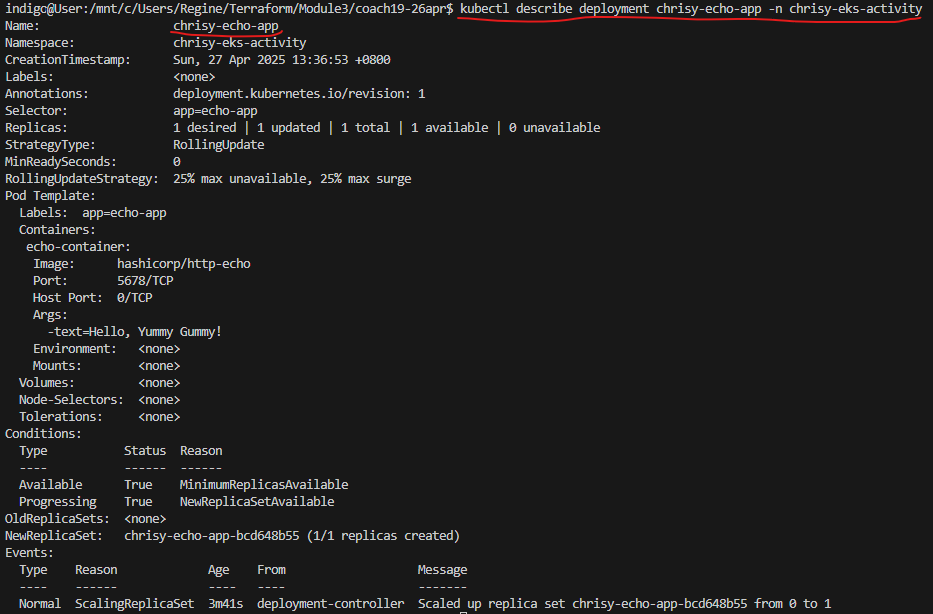 indigc@User:/mnt/c/Users/Regine/Terraform/Module3/coach19-26apr$ kubectl describe deployment chrisy-echo-app -n chrisy-eks-activity
Name:                   chrisy-echo-app
Namespace:              chrisy-eks-activity
CreationTimestamp:      Sun, 27 Apr 2025 13:36:53 +0800
Labels:                 <none>
Annotations:            deployment.kubernetes.io/revision: 1
Selector:               app=echo-app
Replicas:               1 desired | 1 updated | 1 total | 1 available | 0 unavailable
StrategyType:           RollingUpdate
MinReadySeconds:        0
RollingUpdateStrategy:  25% max unavailable, 25% max surge
Pod Template:
  Labels:  app=echo-app
  Containers:
   echo-container:
    Image:      hashicorp/http-echo
    Port:       5678/TCP
    Host Port:  0/TCP
    Args:
      -text=Hello, Yummy Gummy!
    Environment:   <none>
    Mounts:        <none>
  Volumes:         <none>
  Node-Selectors:  <none>
  Tolerations:     <none>
Conditions:
  Type           Status  Reason
  ----           ------  ------
  Available      True    MinimumReplicasAvailable
  Progressing    True    NewReplicaSetAvailable
OldReplicaSets:  <none>
NewReplicaSet:   chrisy-echo-app-bcd648b55 (1/1 replicas created)
Events:
  Type    Reason             Age    From                   Message
  ----    ------             ----   ----                   -------
  Normal  ScalingReplicaSet  3m41s  deployment-controller  Scaled up replica set chrisy-echo-app-bcd648b55 from 0 to 1